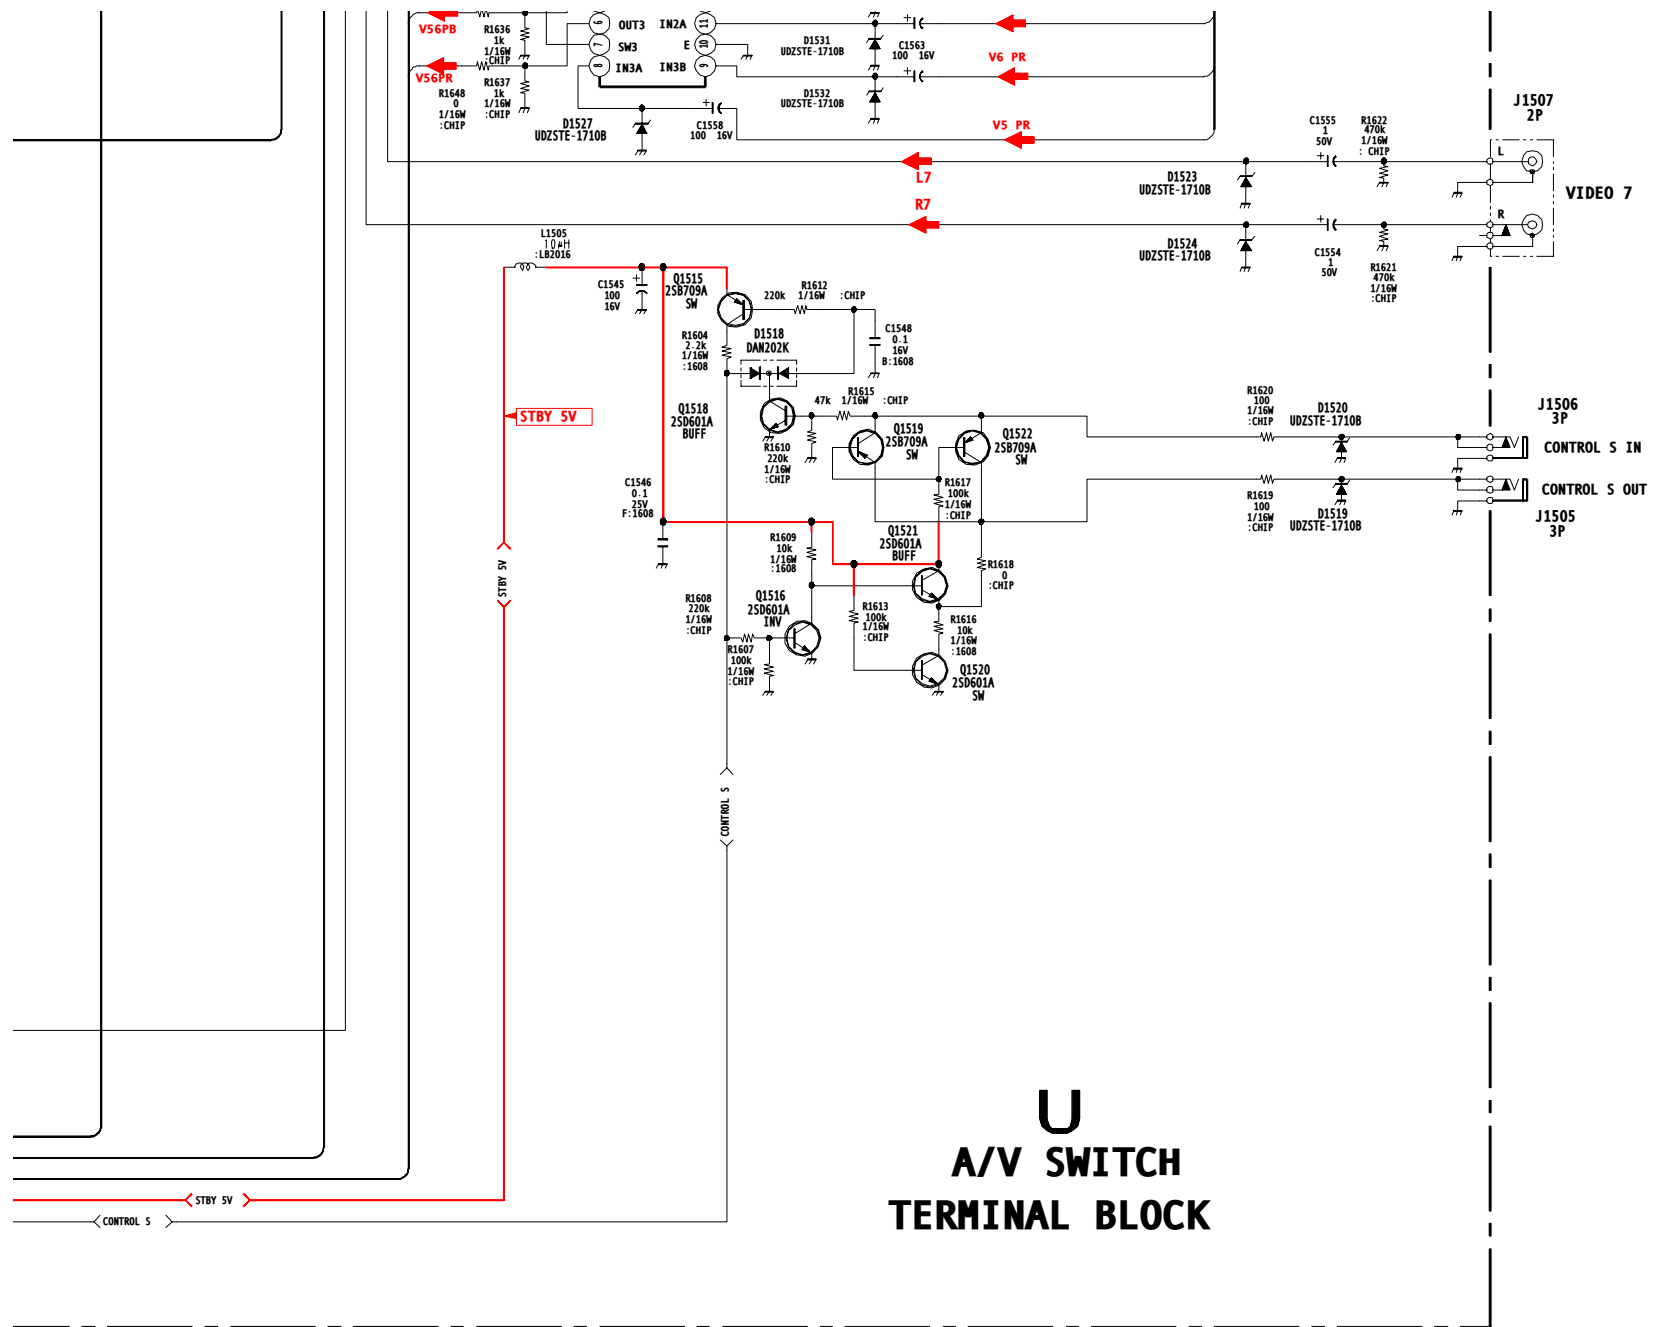 V56PB
R1636
1k
1/16W
:CHIP
6
OUT3
IN2A
11
7
SW3
E
10
8
IN3A
IN3B
9
V56PR
R1648
0
1/16W
:CHIP
R1637
1k
1/16W
:CHIP
D1531
UDZSTE-1710B
C1563
100 16V
V6 PR
D1532
UDZSTE-1710B
D1527
UDZSTE-1710B
C1558
100 16V
V5 PR
L7
R7
C1555
1
50V
R1622
470k
1/16W
: CHIP
J1507
2P
L
D1523
UDZSTE-1710B
VIDEO 7
R
D1524
UDZSTE-1710B
C1554
1
50V
R1621
470k
1/16W
:CHIP
L1505
10μH
:LB2016
C1545
100
16V
Q1515
2SB709A
SW
220k
R1612
1/16W :CHIP
R1604
2.2k
1/16W
:1608
D1518
DAN202K
C1548
0.1
16V
B:1608
STBY 5V
Q1518
2SD601A
BUFF
47k
R1615
1/16W :CHIP
R1610
220k
1/16W
:CHIP
Q1519
2SB709A
SW
Q1522
2SB709A
SW
R1620
100
1/16W
:CHIP
D1520
UDZSTE-1710B
J1506
3P
CONTROL S IN
C1546
0.1
25V
F:1608
R1617
100k
1/16W
:CHIP
R1619
100
1/16W
:CHIP
D1519
UDZSTE-1710B
CONTROL S OUT
J1505
3P
R1609
10k
1/16W
:1608
Q1521
2SD601A
BUFF
R1618
0
:CHIP
STBY 5V
R1608
220k
1/16W
:CHIP
Q1516
2SD601A
INV
R1613
100k
1/16W
:CHIP
R1616
10k
1/16W
:1608
R1607
100k
1/16W
:CHIP
Q1520
2SD601A
SW
CONTROL S
U
A/V SWITCH
TERMINAL BLOCK
STBY 5V
CONTROL S